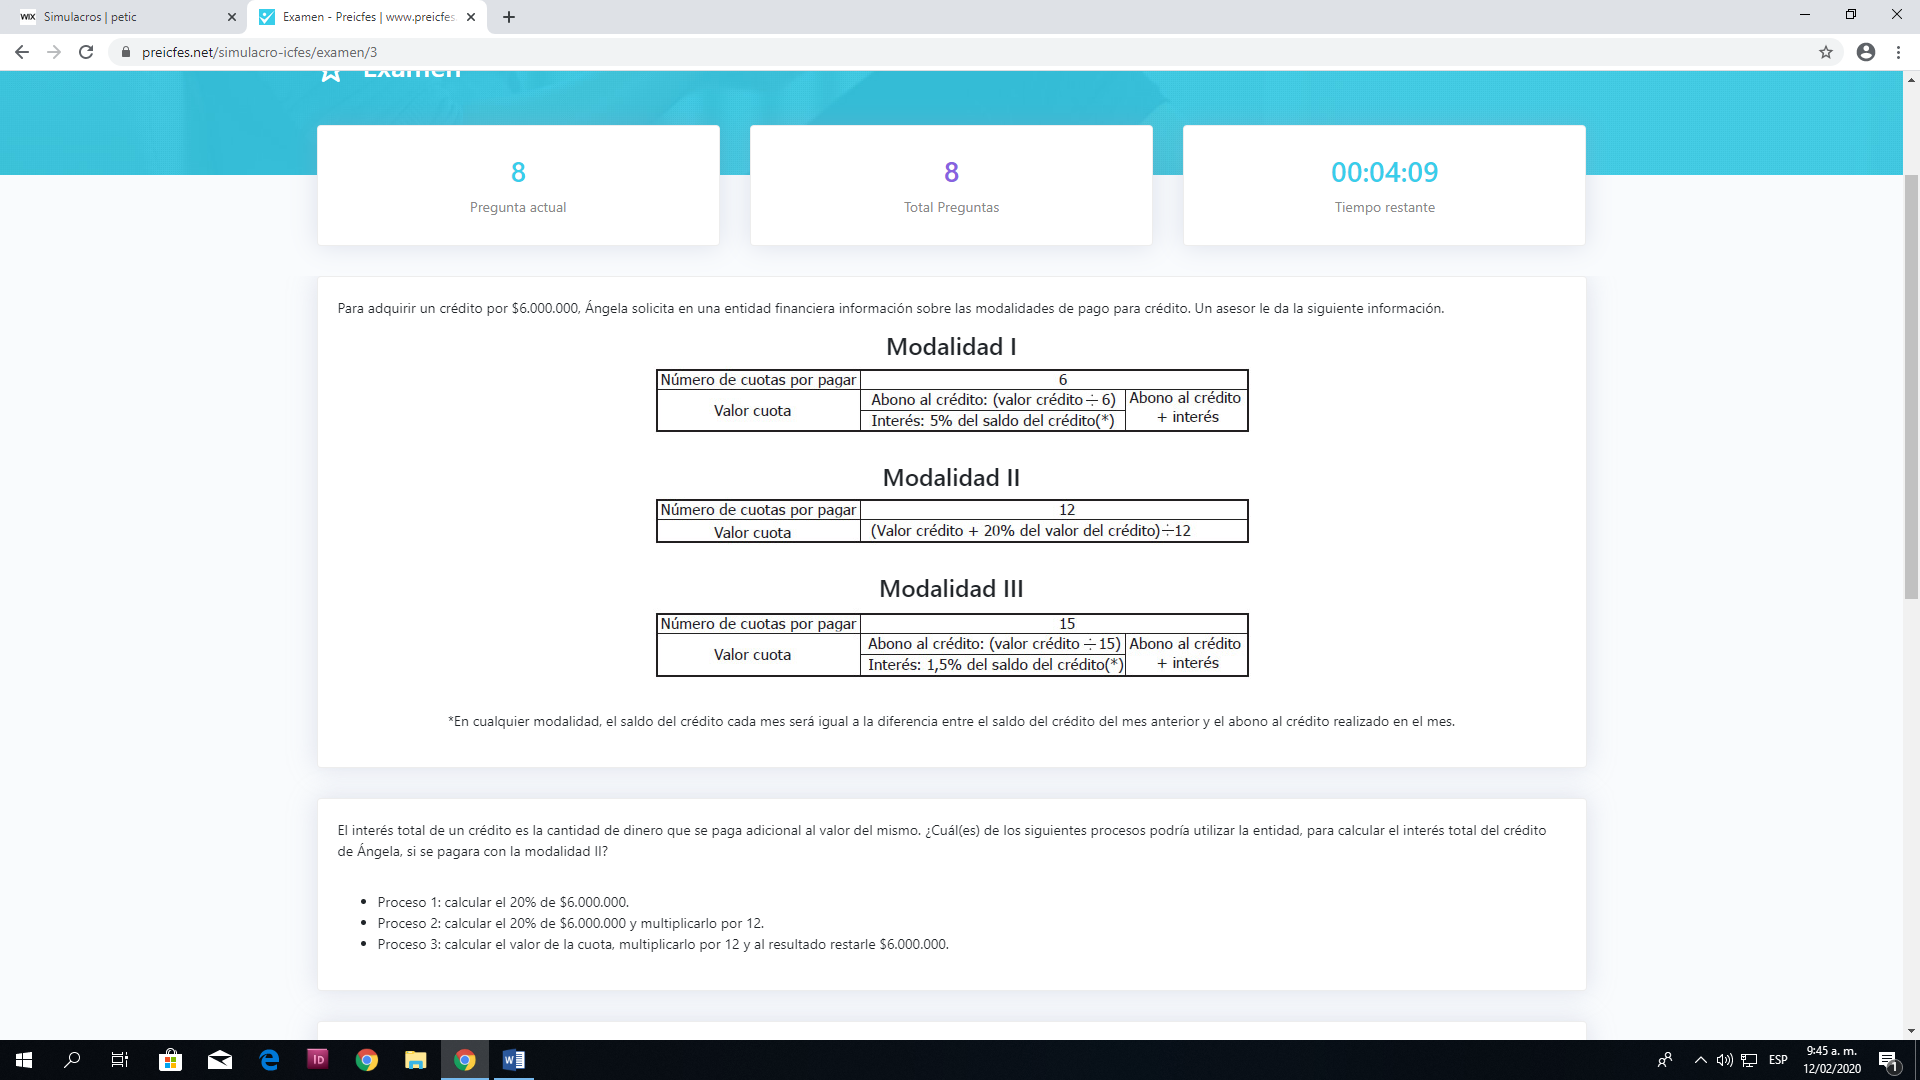 Simulacros | petic
Examen - Preicfes | www.preicfes.
preicfes.net/simulacro-icfes/examen/3
Examen
8
Pregunta actual
8
Total Preguntas
00:04:09
Tiempo restante
Para adquirir un crédito por $6.000.000, Ángela solicita en una entidad financiera información sobre las modalidades de pago para crédito. Un asesor le da la siguiente información.
Modalidad I
Número de cuotas por pagar 6
Valor cuota
Abono al crédito: (valor crédito ÷ 6)
Interés: 5% del saldo del crédito(*)
Abono al crédito
+ interés
Modalidad II
Número de cuotas por pagar 12
Valor cuota (Valor crédito + 20% del valor del crédito)÷12
Modalidad III
Número de cuotas por pagar 15
Valor cuota
Abono al crédito: (valor crédito ÷ 15)
Interés: 1,5% del saldo del crédito(*)
Abono al crédito
+ interés
*En cualquier modalidad, el saldo del crédito cada mes será igual a la diferencia entre el saldo del crédito del mes anterior y el abono al crédito realizado en el mes.
El interés total de un crédito es la cantidad de dinero que se paga adicional al valor del mismo. ¿Cuál(es) de los siguientes procesos podría utilizar la entidad, para calcular el interés total del crédito
de Ángela, si se pagara con la modalidad II?
• Proceso 1: calcular el 20% de $6.000.000.
• Proceso 2: calcular el 20% de $6.000.000 y multiplicarlo por 12.
• Proceso 3: calcular el valor de la cuota, multiplicarlo por 12 y al resultado restarle $6.000.000.
ESP
9:45 a. m.
12/02/2020
1